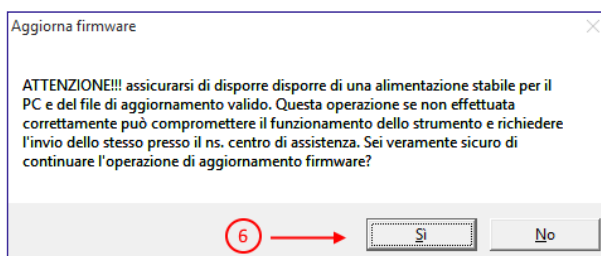 Aggiorna firmware
ATTENZIONE!!! assicurarsi di disporre disporre di una alimentazione stabile per il
PC e del file di aggiornamento valido. Questa operazione se non effettuata
correttamente può compromettere il funzionamento dello strumento e richiedere
l'invio dello stesso presso il ns. centro di assistenza. Sei veramente sicuro di
continuare l'operazione di aggiornamento firmware?
6 Sì No